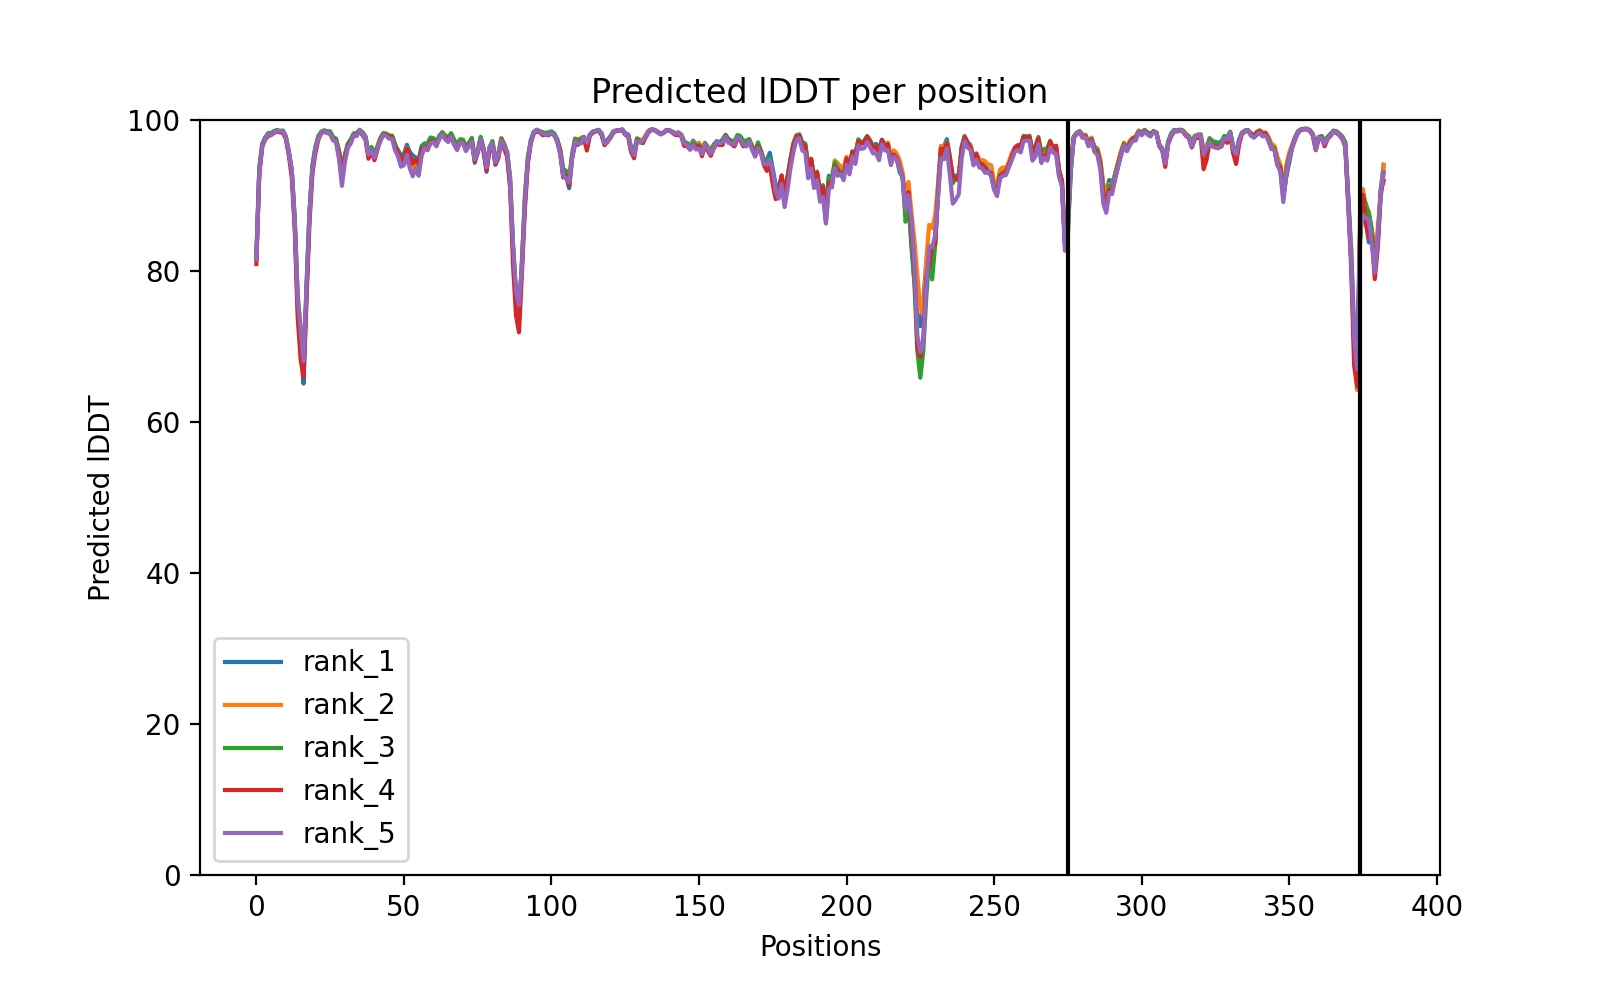 Predicted lDDT per position
100
80
60
40
20
0
Predicted lDDT
rank_1
rank_2
rank_3
rank_4
rank_5
0 50 100 150 200 250 300 350 400
Positions